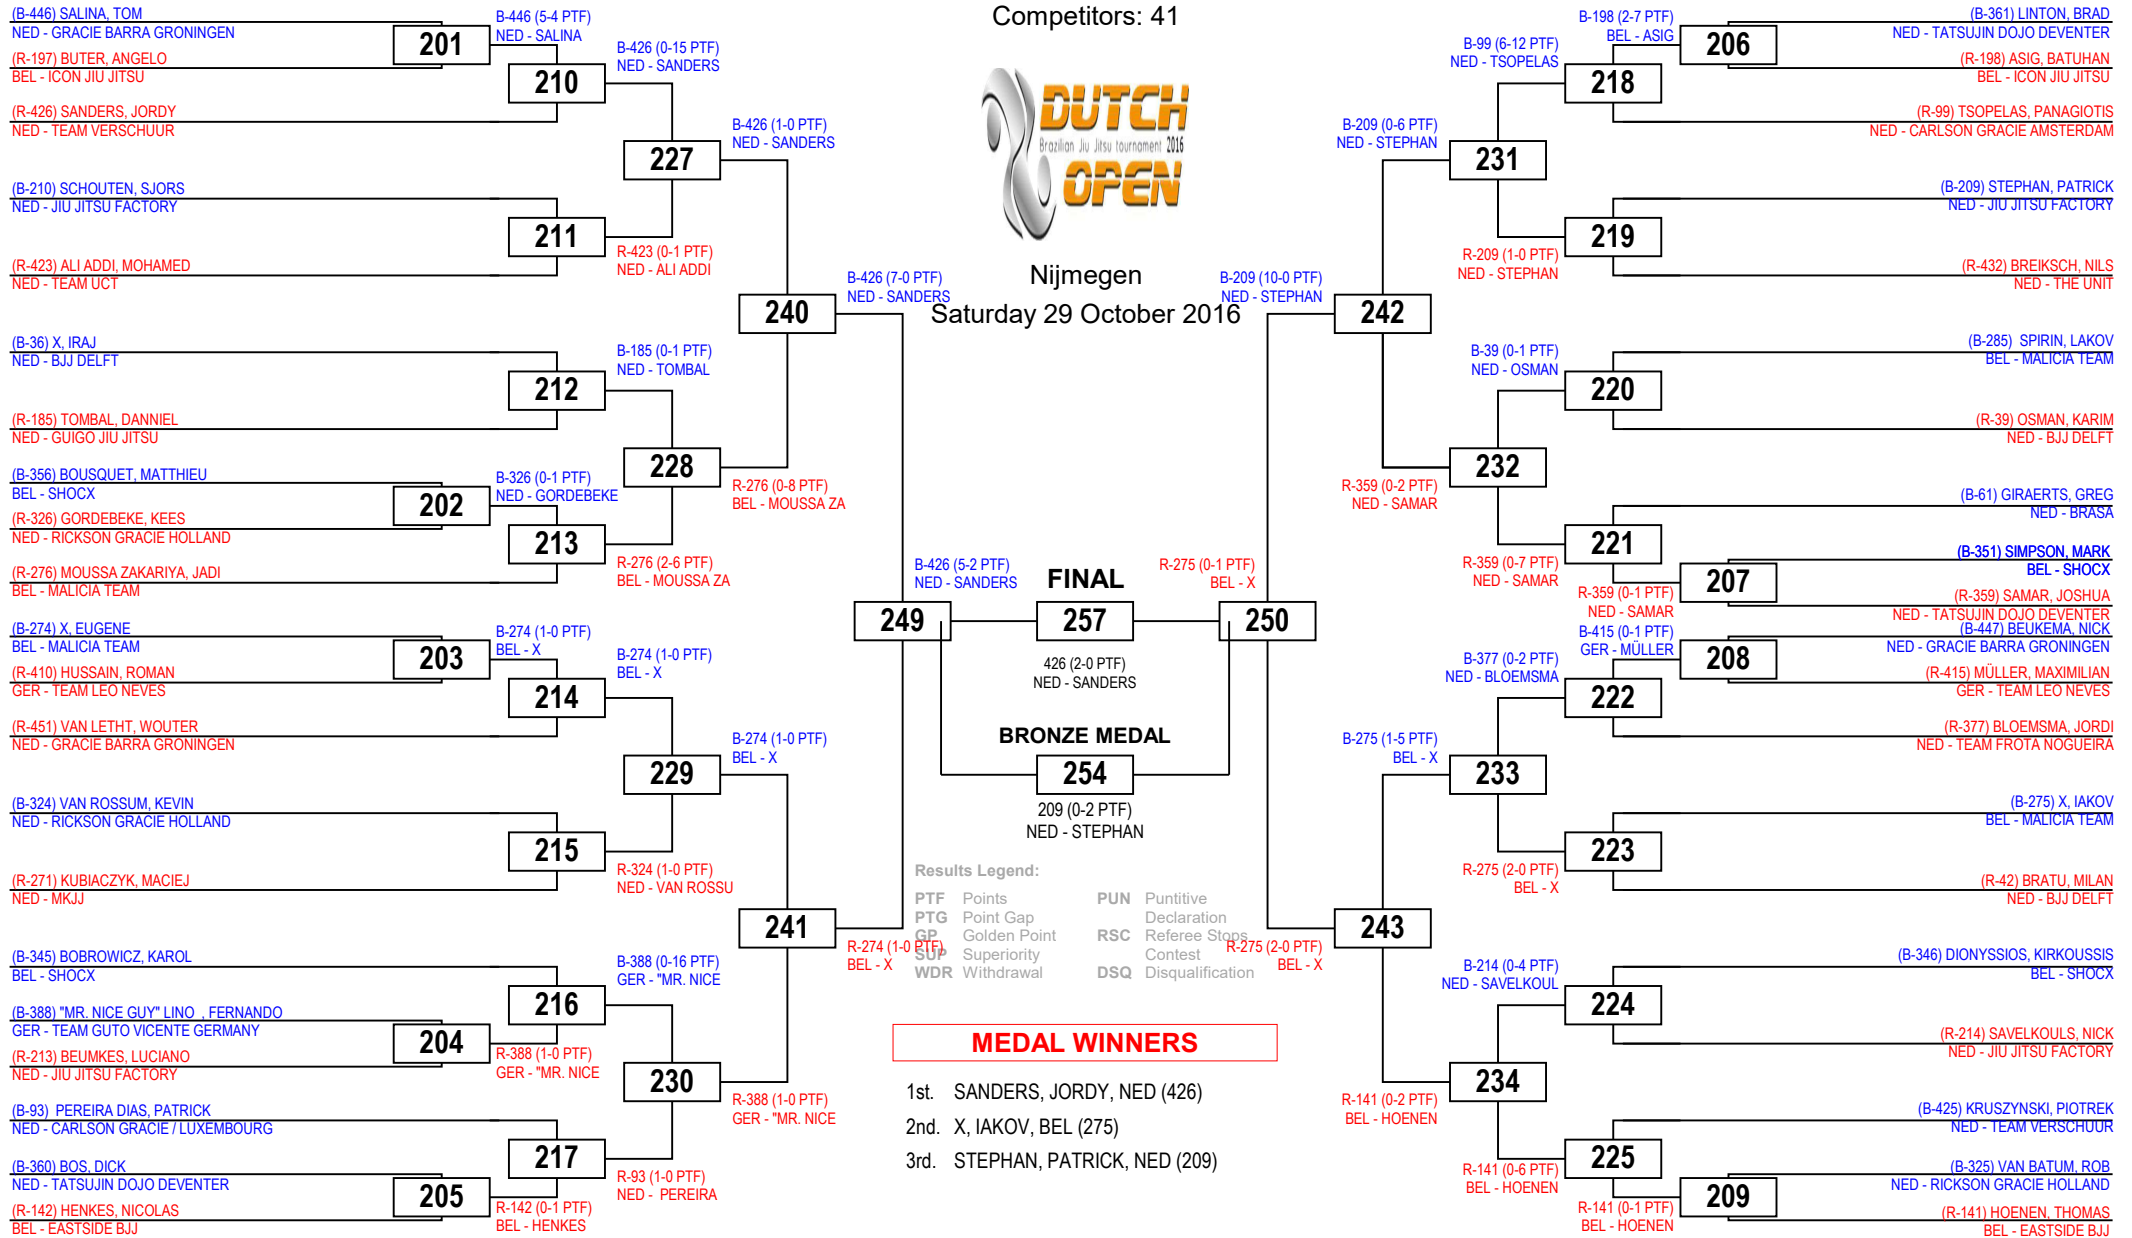 Competitors: 41
DUTCH
Brazilian Jiu Jitsu tournament 2016
OPEN
Nijmegen
Saturday 29 October 2016
(B-446) SALINA, TOM
NED - GRACIE BARRA GRONINGEN
201
(R-197) BUTER, ANGELO
BEL - ICON JIU JITSU
B-446 (5-4 PTF)
NED - SALINA
210
(R-426) SANDERS, JORDY
NED - TEAM VERSCHUUR
B-426 (0-15 PTF)
NED - SANDERS
227
(B-210) SCHOUTEN, SJORS
NED - JIU JITSU FACTORY
211
(R-423) ALI ADDI, MOHAMED
NED - TEAM UCT
R-423 (0-1 PTF)
NED - ALI ADDI
B-426 (1-0 PTF)
NED - SANDERS
240
(B-36) X, IRAJ
NED - BJJ DELFT
212
(R-185) TOMBAL, DANNIEL
NED - GUIGO JIU JITSU
B-185 (0-1 PTF)
NED - TOMBAL
228
(B-356) BOUSQUET, MATTHIEU
BEL - SHOCX
202
(R-326) GORDEBEKE, KEES
NED - RICKSON GRACIE HOLLAND
B-326 (0-1 PTF)
NED - GORDEBEKE
213
(R-276) MOUSSA ZAKARIYA, JADI
BEL - MALICIA TEAM
R-276 (2-6 PTF)
BEL - MOUSSA ZA
R-276 (0-8 PTF)
BEL - MOUSSA ZA
B-426 (7-0 PTF)
NED - SANDERS
249
(B-274) X, EUGENE
BEL - MALICIA TEAM
203
(R-410) HUSSAIN, ROMAN
GER - TEAM LEO NEVES
B-274 (1-0 PTF)
BEL - X
214
(R-451) VAN LETHT, WOUTER
NED - GRACIE BARRA GRONINGEN
B-274 (1-0 PTF)
BEL - X
229
(B-324) VAN ROSSUM, KEVIN
NED - RICKSON GRACIE HOLLAND
215
(R-271) KUBIACZYK, MACIEJ
NED - MKJJ
R-324 (1-0 PTF)
NED - VAN ROSSU
B-274 (1-0 PTF)
BEL - X
241
(B-345) BOBROWICZ, KAROL
BEL - SHOCX
216
(B-388) "MR. NICE GUY" LINO , FERNANDO
GER - TEAM GUTO VICENTE GERMANY
204
(R-213) BEUMKES, LUCIANO
NED - JIU JITSU FACTORY
R-388 (1-0 PTF)
GER - "MR. NICE
B-388 (0-16 PTF)
GER - "MR. NICE
230
(B-93) PEREIRA DIAS, PATRICK
NED - CARLSON GRACIE / LUXEMBOURG
217
(B-360) BOS, DICK
NED - TATSUJIN DOJO DEVENTER
205
(R-142) HENKES, NICOLAS
BEL - EASTSIDE BJJ
R-142 (0-1 PTF)
BEL - HENKES
R-93 (1-0 PTF)
NED - PEREIRA
R-388 (1-0 PTF)
GER - "MR. NICE
R-274 (1-0 PTF)
BEL - X
B-426 (5-2 PTF)
NED - SANDERS
FINAL
257
426 (2-0 PTF)
NED - SANDERS
BRONZE MEDAL
254
209 (0-2 PTF)
NED - STEPHAN
R-275 (0-1 PTF)
BEL - X
250
B-198 (2-7 PTF)
BEL - ASIG
206
(B-361) LINTON, BRAD
NED - TATSUJIN DOJO DEVENTER
(R-198) ASIG, BATUHAN
BEL - ICON JIU JITSU
B-99 (6-12 PTF)
NED - TSOPELAS
218
(R-99) TSOPELAS, PANAGIOTIS
NED - CARLSON GRACIE AMSTERDAM
B-209 (0-6 PTF)
NED - STEPHAN
231
(B-209) STEPHAN, PATRICK
NED - JIU JITSU FACTORY
219
R-209 (1-0 PTF)
NED - STEPHAN
(R-432) BREIKSCH, NILS
NED - THE UNIT
B-209 (10-0 PTF)
NED - STEPHAN
242
(B-285) SPIRIN, LAKOV
BEL - MALICIA TEAM
B-39 (0-1 PTF)
NED - OSMAN
220
(R-39) OSMAN, KARIM
NED - BJJ DELFT
232
R-359 (0-2 PTF)
NED - SAMAR
(B-61) GIRAERTS, GREG
NED - BRASA
221
R-359 (0-7 PTF)
NED - SAMAR
(B-351) SIMPSON, MARK
BEL - SHOCX
207
R-359 (0-1 PTF)
NED - SAMAR
(R-359) SAMAR, JOSHUA
NED - TATSUJIN DOJO DEVENTER
(B-447) BEUKEMA, NICK
NED - GRACIE BARRA GRONINGEN
B-415 (0-1 PTF)
GER - MÜLLER
208
(R-415) MÜLLER, MAXIMILIAN
GER - TEAM LEO NEVES
B-377 (0-2 PTF)
NED - BLOEMSMA
222
(R-377) BLOEMSMA, JORDI
NED - TEAM FROTA NOGUEIRA
B-275 (1-5 PTF)
BEL - X
233
(B-275) X, IAKOV
BEL - MALICIA TEAM
223
R-275 (2-0 PTF)
BEL - X
(R-42) BRATU, MILAN
NED - BJJ DELFT
243
R-275 (2-0 PTF)
BEL - X
(B-346) DIONYSSIOS, KIRKOUSSIS
BEL - SHOCX
B-214 (0-4 PTF)
NED - SAVELKOUL
224
(R-214) SAVELKOULS, NICK
NED - JIU JITSU FACTORY
234
R-141 (0-2 PTF)
BEL - HOENEN
(B-425) KRUSZYNSKI, PIOTREK
NED - TEAM VERSCHUUR
225
R-141 (0-6 PTF)
BEL - HOENEN
(B-325) VAN BATUM, ROB
NED - RICKSON GRACIE HOLLAND
209
R-141 (0-1 PTF)
BEL - HOENEN
(R-141) HOENEN, THOMAS
BEL - EASTSIDE BJJ
Results Legend:
PTF Points
PTG Point Gap
GP Golden Point
SUP Superiority
WDR Withdrawal
PUN Puntitive
Declaration
RSC Referee Stops
Contest
DSQ Disqualification
MEDAL WINNERS
1st. SANDERS, JORDY, NED (426)
2nd. X, IAKOV, BEL (275)
3rd. STEPHAN, PATRICK, NED (209)